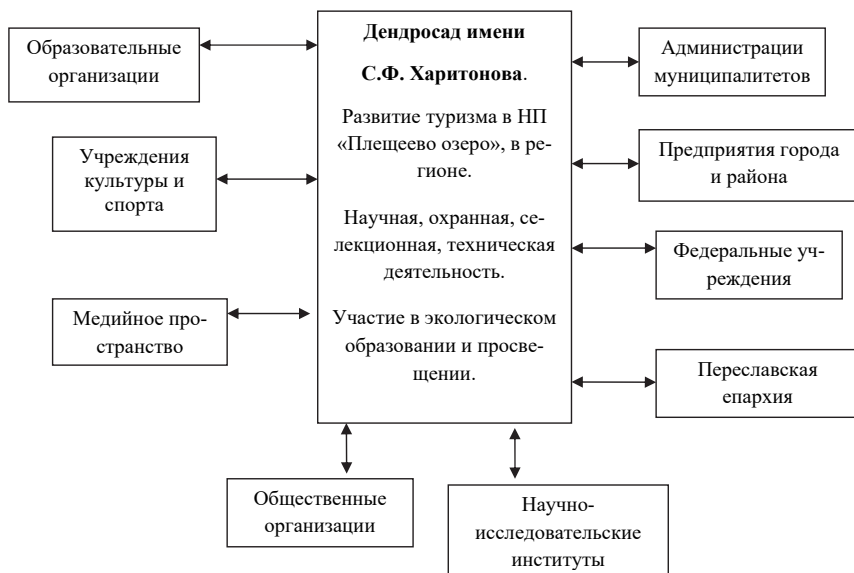 Дендросад имени
С.Ф. Харитонова.
Развитие туризма в НП
«Плещеево озеро», в ре-
гионе.
Научная, охранная, се-
лекционная, техническая
деятельность.
Участие в экологическом
образовании и просве-
щении.
Образовательные
организации
Учреждения
культуры и
спорта
Медийное про-
странство
Администрации
муниципалитетов
Предприятия города
и района
Федеральные уч-
реждения
Переславская
епархия
Общественные
организации
Научно-
исследовательские
институты